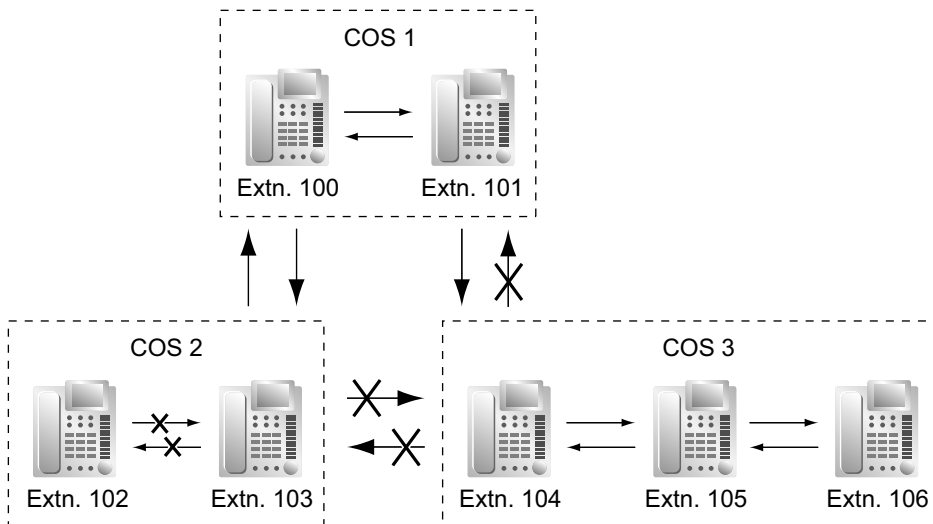 COS 1
Extn. 100 Extn. 101
COS 2
Extn. 102 Extn. 103
COS 3
Extn. 104 Extn. 105 Extn. 106